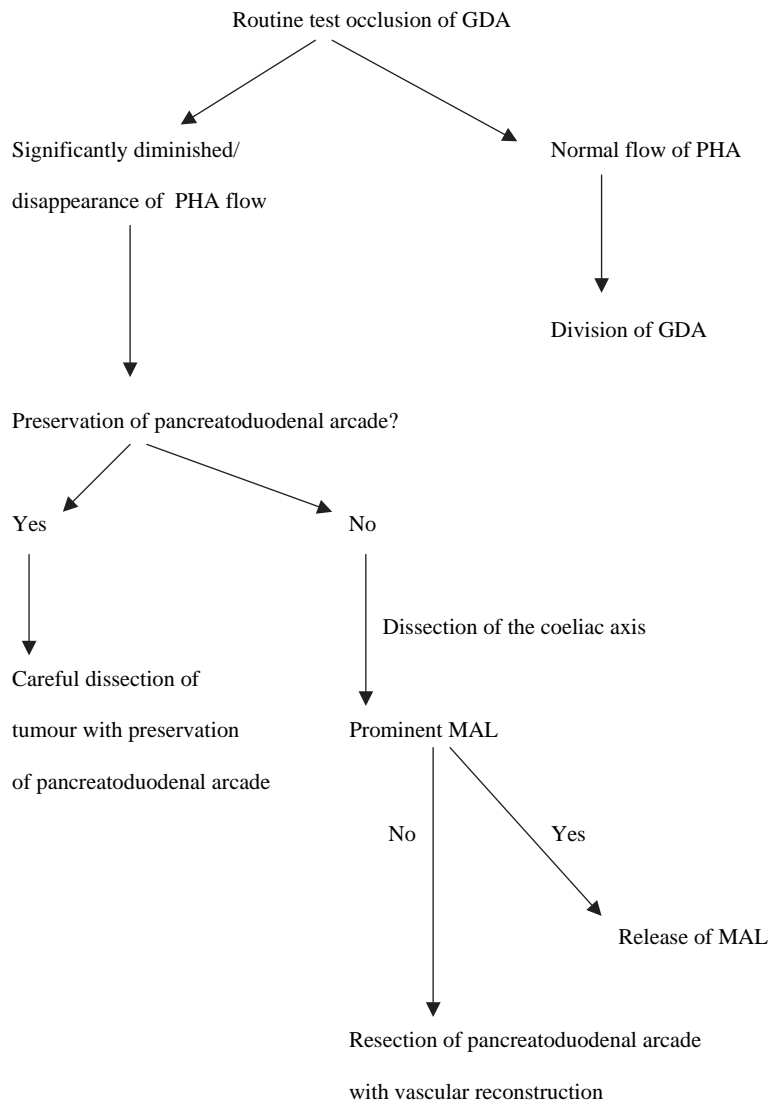 Routine test occlusion of GDA
Significantly diminished/
disappearance of PHA flow
Normal flow of PHA
Division of GDA
Preservation of pancreatoduodenal arcade?
Yes
No
Dissection of the coeliac axis
Careful dissection of
tumour with preservation
of pancreatoduodenal arcade
Prominent MAL
No
Yes
Release of MAL
Resection of pancreatoduodenal arcade
with vascular reconstruction